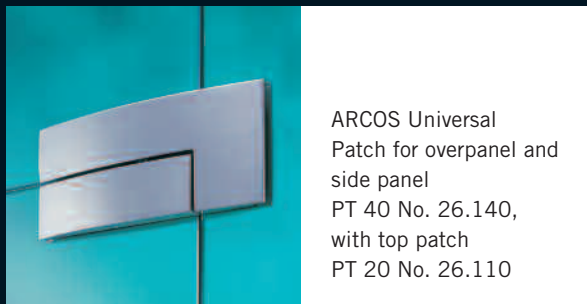 ARCOS Universal
Patch for overpanel and
side panel
PT 40 No. 26.140,
with top patch
PT 20 No. 26.110